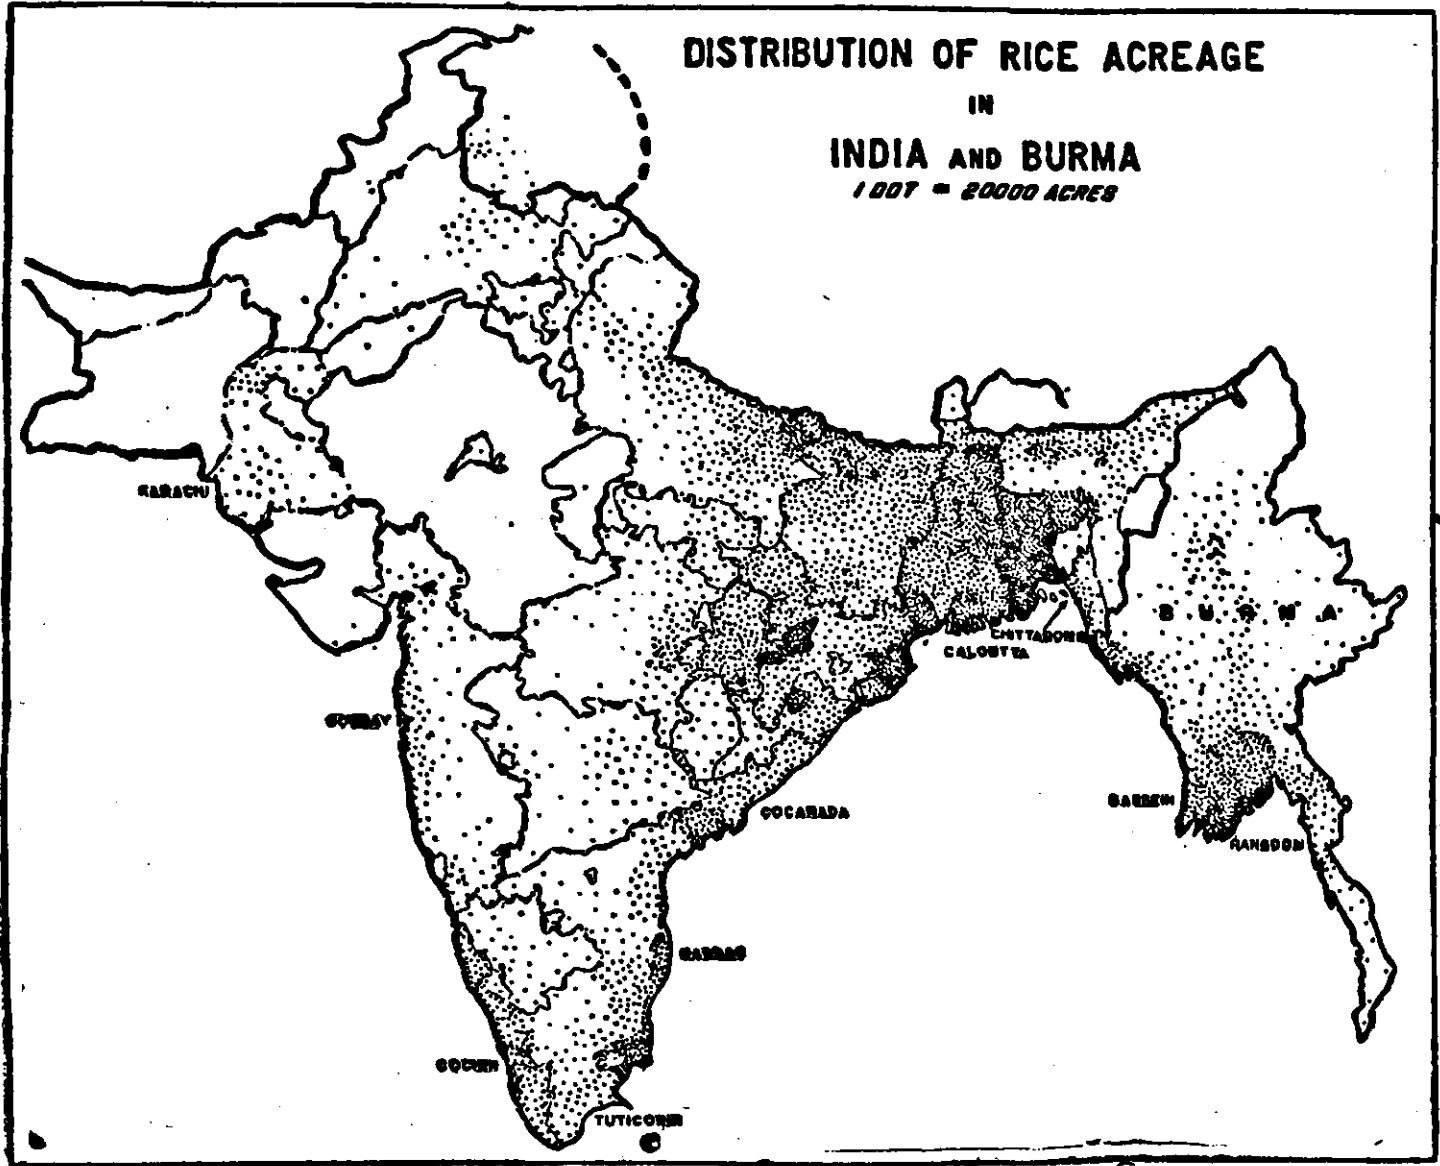 DISTRIBUTION OF RICE ACREAGE
IN
INDIA AND BURMA
1 DOT = 20000 ACRES
KARACHI
BURMA
CHITTAGONG
CALCUTTA
BOMBAY
BASSEIN
COCANADA
RANGOON
MADRAS
COCHIN
TUTICORIN